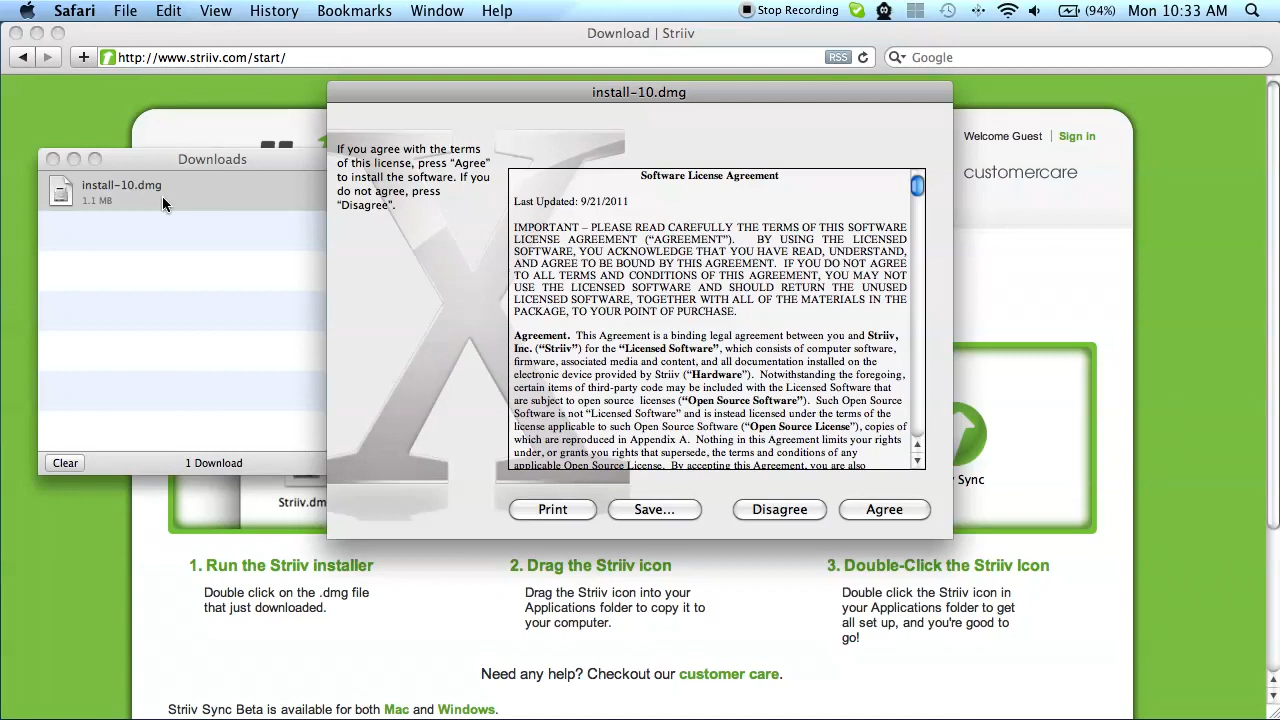 Safari File Edit View History Bookmarks Window Help Stop Recording (94%) Mon 10:33 AM
Download | Striiv
http://www.striiv.com/start/ RSS Google
install-10.dmg
Welcome Guest | Sign in
customercare
Downloads
install-10.dmg
1.1 MB
Clear 1 Download
If you agree with the terms
of this license, press “Agree”
to install the software. If you
do not agree, press
“Disagree”.
Software License Agreement
Last Updated: 9/21/2011
IMPORTANT – PLEASE READ CAREFULLY THE TERMS OF THIS SOFTWARE
LICENSE AGREEMENT (“AGREEMENT”). BY USING THE LICENSED
SOFTWARE, YOU ACKNOWLEDGE THAT YOU HAVE READ, UNDERSTAND,
AND AGREE TO BE BOUND BY THIS AGREEMENT. IF YOU DO NOT AGREE
TO ALL TERMS AND CONDITIONS OF THIS AGREEMENT, YOU MAY NOT
USE THE LICENSED SOFTWARE AND SHOULD RETURN THE UNUSED
LICENSED SOFTWARE, TOGETHER WITH ALL OF THE MATERIALS IN THE
PACKAGE, TO YOUR POINT OF PURCHASE.
Agreement. This Agreement is a binding legal agreement between you and Striiv,
Inc. (“Striiv”) for the “Licensed Software”, which consists of computer software,
firmware, associated media and content, and all documentation installed on the
electronic device provided by Striiv (“Hardware”). Notwithstanding the foregoing,
certain items of third-party code may be included with the Licensed Software that
are subject to open source licenses (“Open Source Software”). Such Open Source
Software is not “Licensed Software” and is instead licensed under the terms of the
license applicable to such Open Source Software (“Open Source License”), copies of
which are reproduced in Appendix A. Nothing in this Agreement limits your rights
under, or grants you rights that supersede, the terms and conditions of any
applicable Open Source License. By accepting this Agreement, you are also
Print Save... Disagree Agree
Striiv.dm
y Sync
1. Run the Striiv installer
Double click on the .dmg file
that just downloaded.
2. Drag the Striiv icon
Drag the Striiv icon into your
Applications folder to copy it to
your computer.
3. Double-Click the Striiv Icon
Double click the Striiv icon in
your Applications folder to get
all set up, and you're good to
go!
Need any help? Checkout our customer care.
Striiv Sync Beta is available for both Mac and Windows.